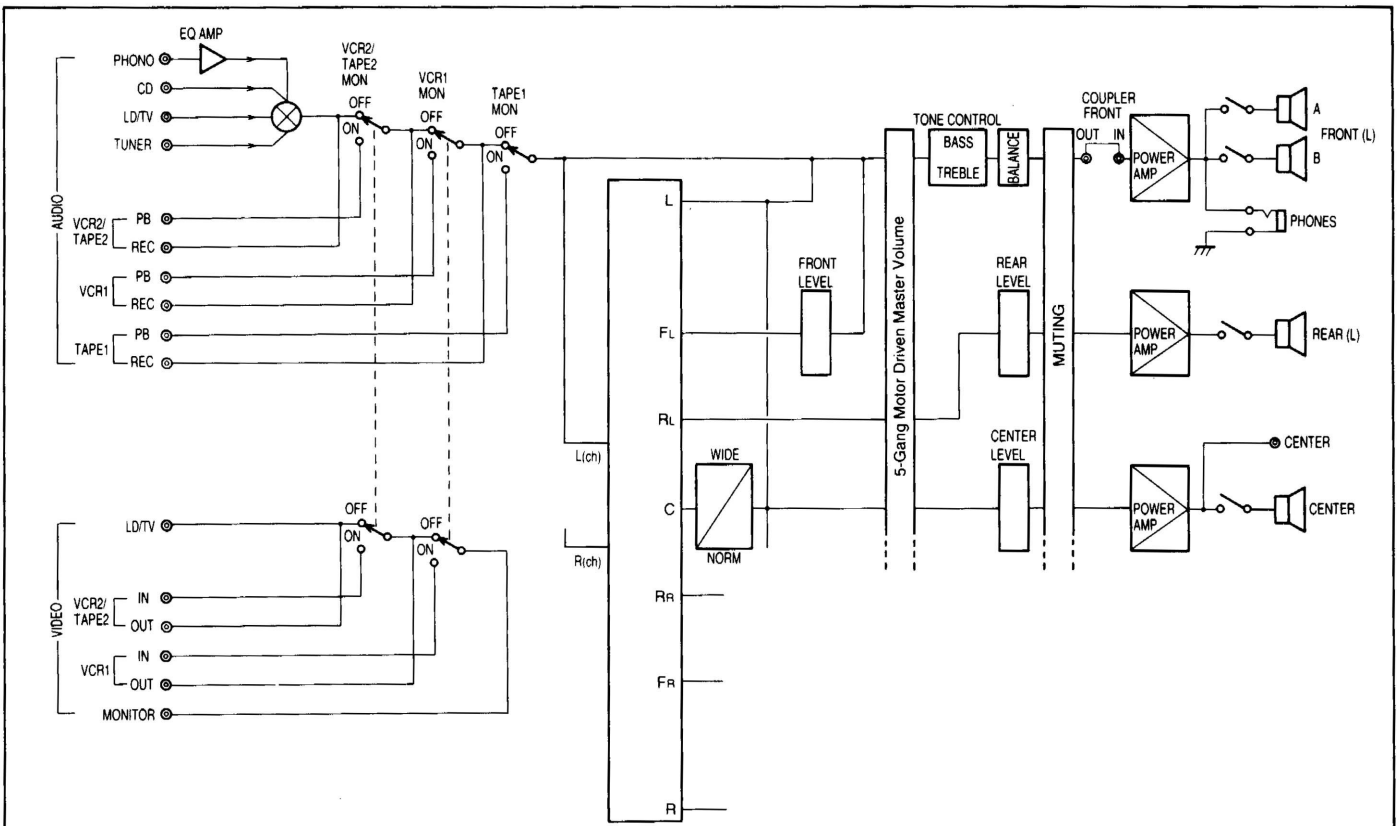 EQ AMP
PHONO
CD
LD/TV
TUNER
AUDIO
VCR2/
TAPE2
PB
REC
VCR1
PB
REC
TAPE1
PB
REC
VCR2/
TAPE2
MON
OFF
ON
VCR1
MON
OFF
ON
TAPE1
MON
OFF
ON
VIDEO
LD/TV
VCR2/
TAPE2
IN
OUT
VCR1
IN
OUT
MONITOR
OFF
ON
OFF
ON
L(ch)
R(ch)
L
FL
RL
C
RR
FR
R
WIDE
NORM
FRONT
LEVEL
5-Gang Motor Driven Master Volume
TONE CONTROL
BASS
TREBLE
BALANCE
REAR
LEVEL
CENTER
LEVEL
MUTING
COUPLER
FRONT
OUT
IN
POWER
AMP
A
FRONT (L)
B
PHONES
POWER
AMP
REAR (L)
POWER
AMP
CENTER
CENTER